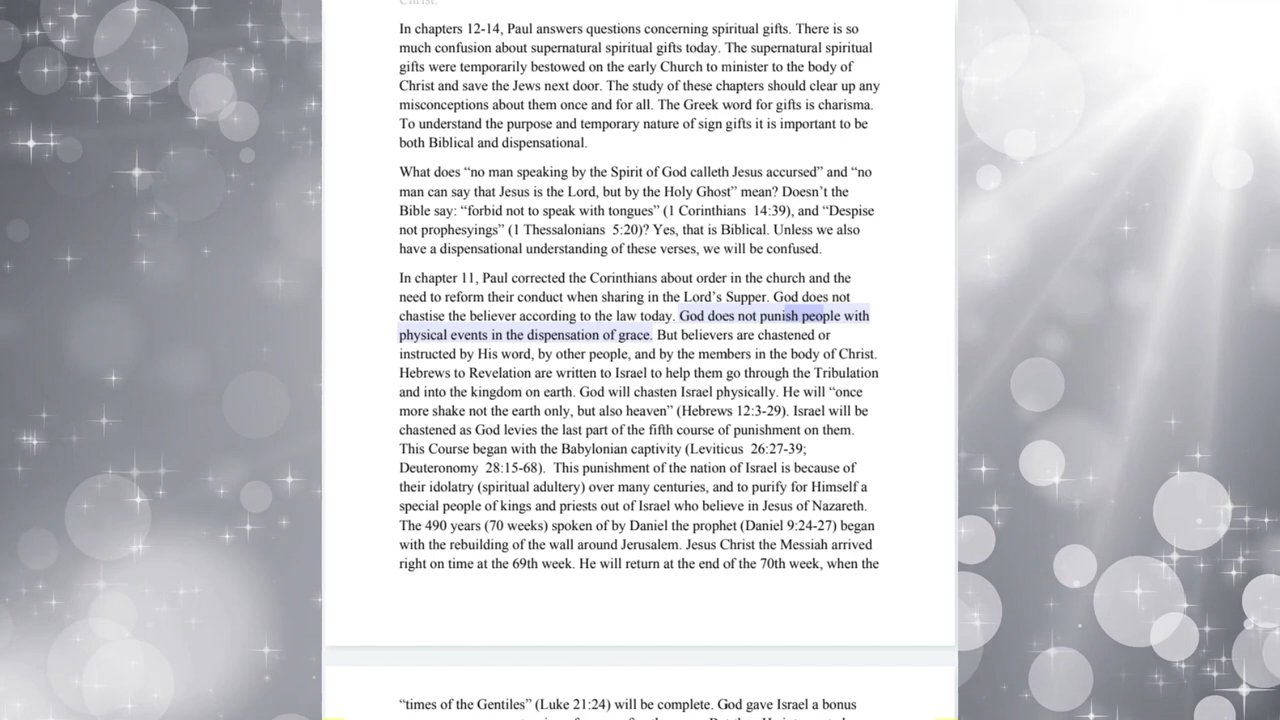 Christ.
In chapters 12-14, Paul answers questions concerning spiritual gifts. There is so
much confusion about supernatural spiritual gifts today. The supernatural spiritual
gifts were temporarily bestowed on the early Church to minister to the body of
Christ and save the Jews next door. The study of these chapters should clear up any
misconceptions about them once and for all. The Greek word for gifts is charisma.
To understand the purpose and temporary nature of sign gifts it is important to be
both Biblical and dispensational.
What does “no man speaking by the Spirit of God calleth Jesus accursed” and “no
man can say that Jesus is the Lord, but by the Holy Ghost” mean? Doesn’t the
Bible say: “forbid not to speak with tongues” (1 Corinthians 14:39), and “Despise
not prophesyings” (1 Thessalonians 5:20)? Yes, that is Biblical. Unless we also
have a dispensational understanding of these verses, we will be confused.
In chapter 11, Paul corrected the Corinthians about order in the church and the
need to reform their conduct when sharing in the Lord’s Supper. God does not
chastise the believer according to the law today. God does not punish people with
physical events in the dispensation of grace. But believers are chastened or
instructed by His word, by other people, and by the members in the body of Christ.
Hebrews to Revelation are written to Israel to help them go through the Tribulation
and into the kingdom on earth. God will chasten Israel physically. He will “once
more shake not the earth only, but also heaven” (Hebrews 12:3-29). Israel will be
chastened as God levies the last part of the fifth course of punishment on them.
This Course began with the Babylonian captivity (Leviticus 26:27-39;
Deuteronomy 28:15-68). This punishment of the nation of Israel is because of
their idolatry (spiritual adultery) over many centuries, and to purify for Himself a
special people of kings and priests out of Israel who believe in Jesus of Nazareth.
The 490 years (70 weeks) spoken of by Daniel the prophet (Daniel 9:24-27) began
with the rebuilding of the wall around Jerusalem. Jesus Christ the Messiah arrived
right on time at the 69th week. He will return at the end of the 70th week, when the
“times of the Gentiles” (Luke 21:24) will be complete. God gave Israel a bonus